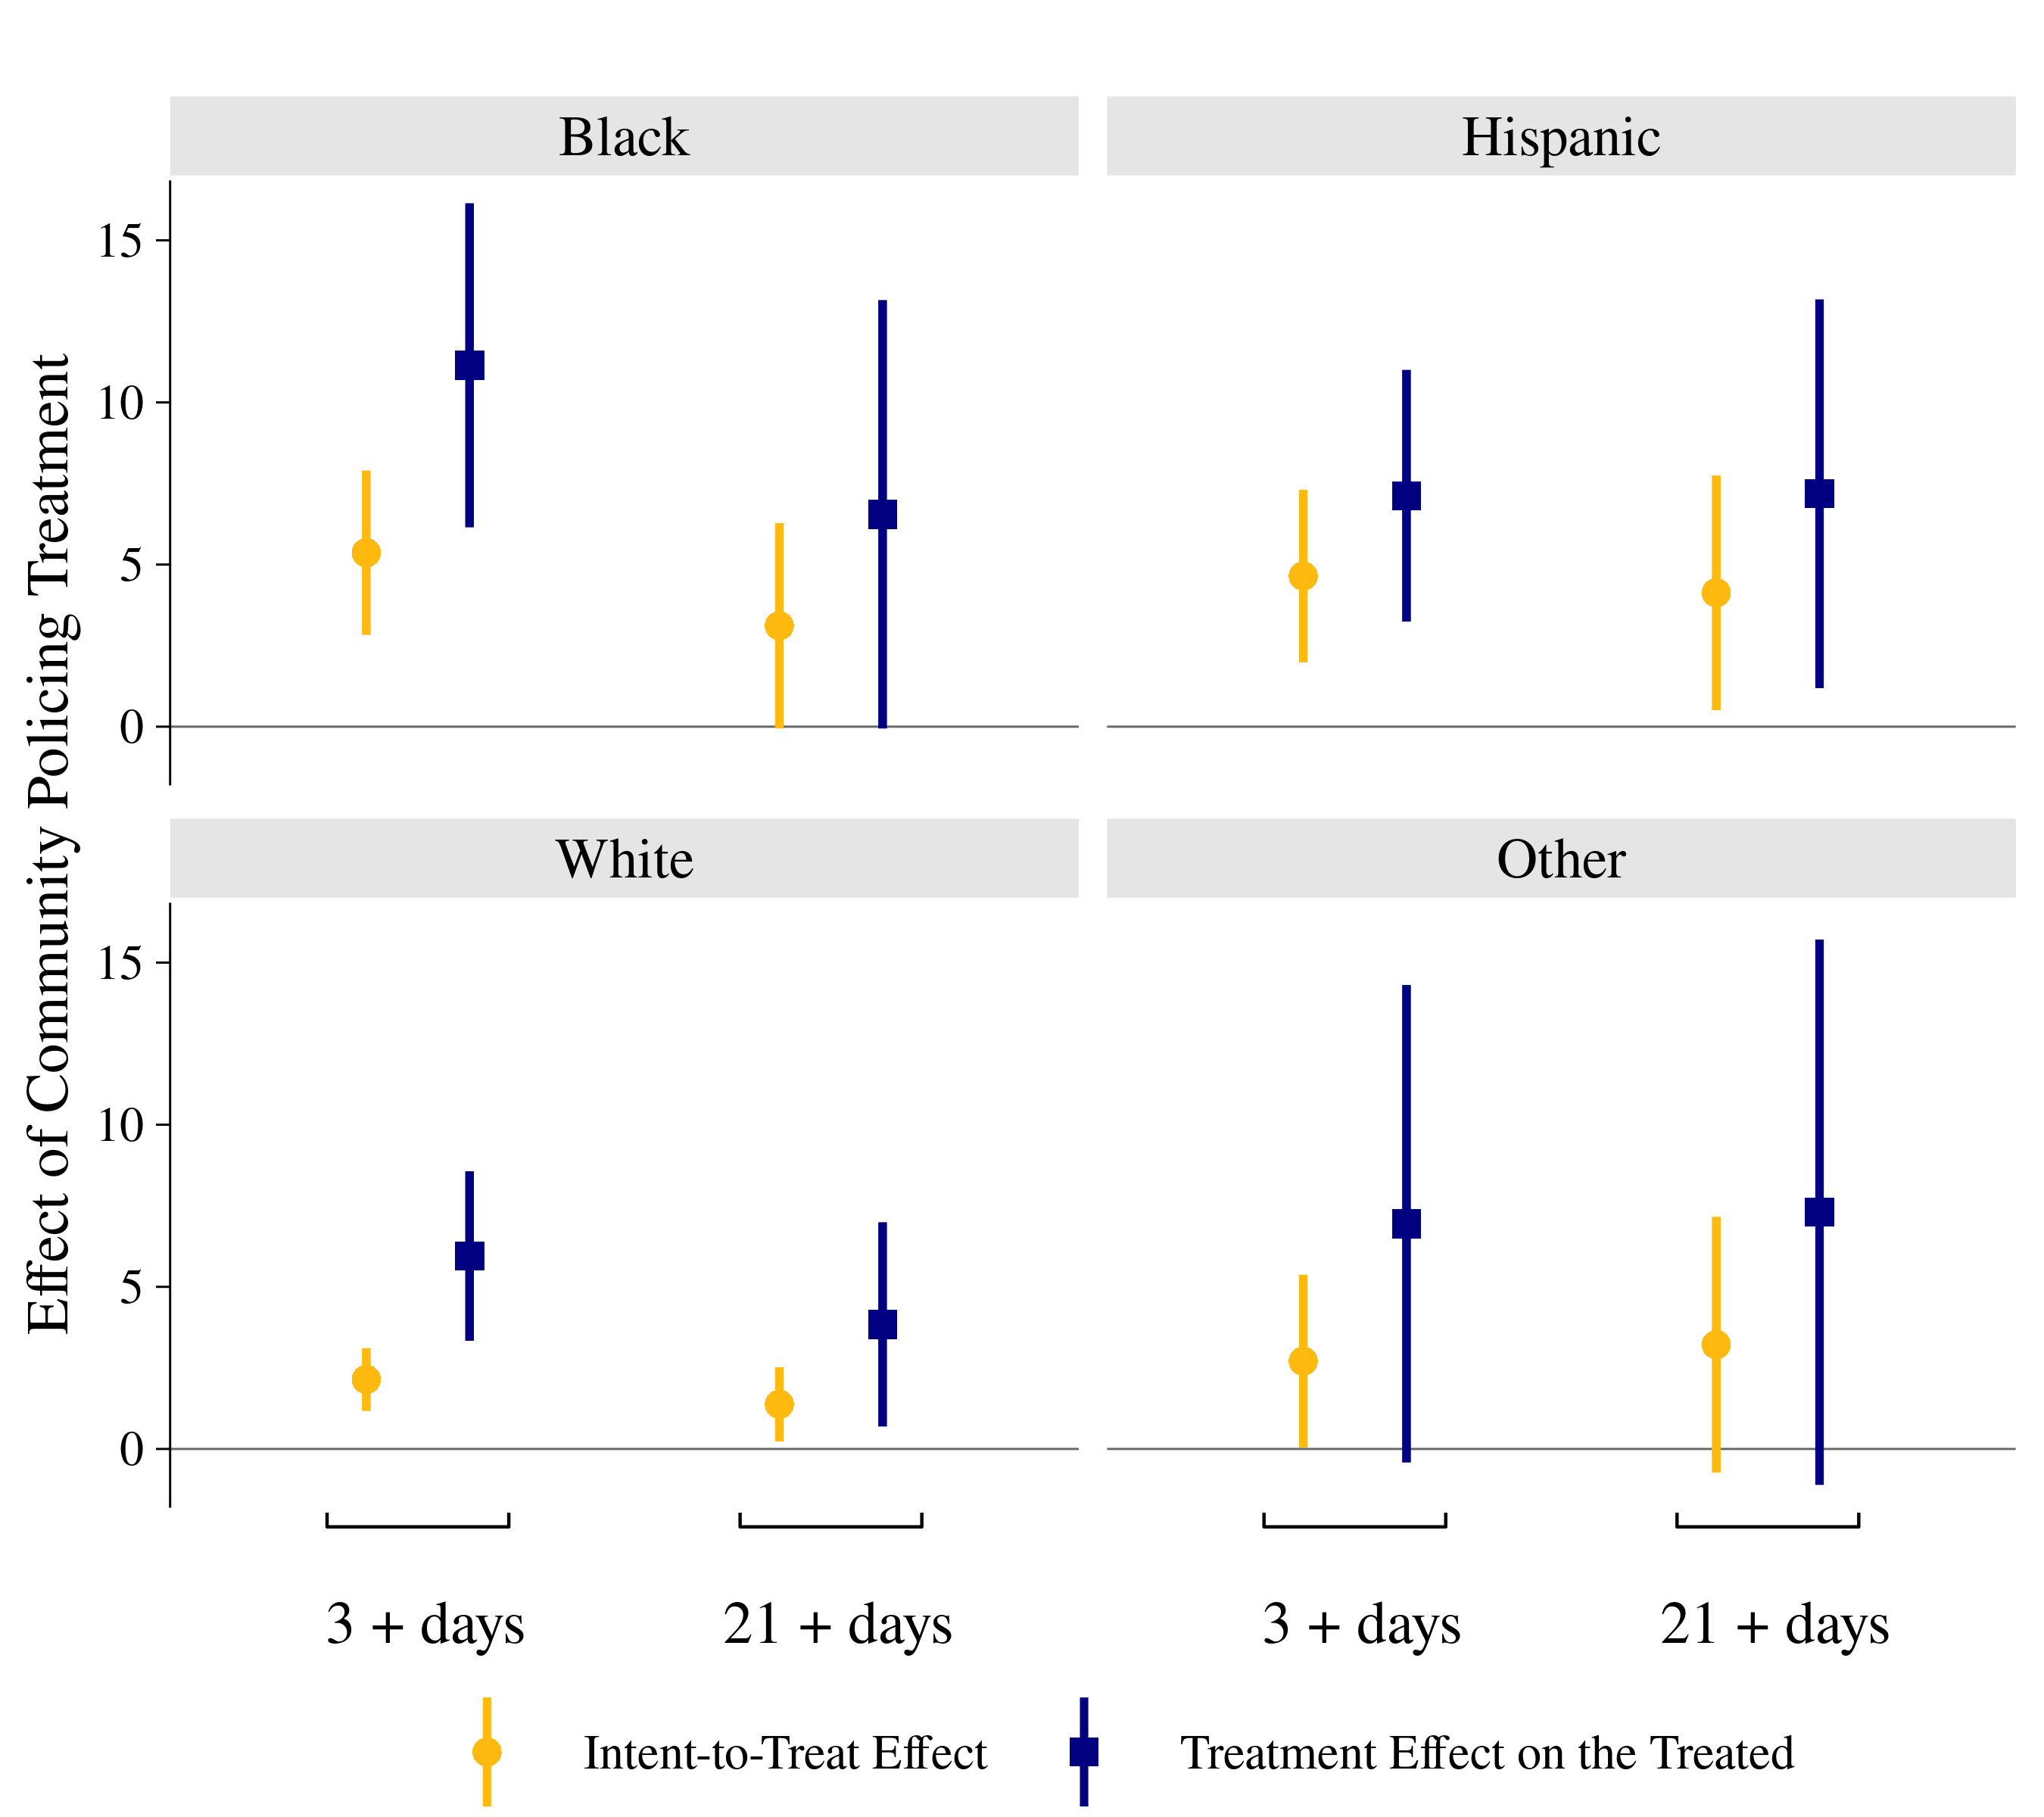 Effect of Community Policing Treatment
Black
Hispanic
15
10
5
0
White
Other
15
10
5
0
3 + days
21 + days
3 + days
21 + days
Intent-to-Treat Effect
Treatment Effect on the Treated